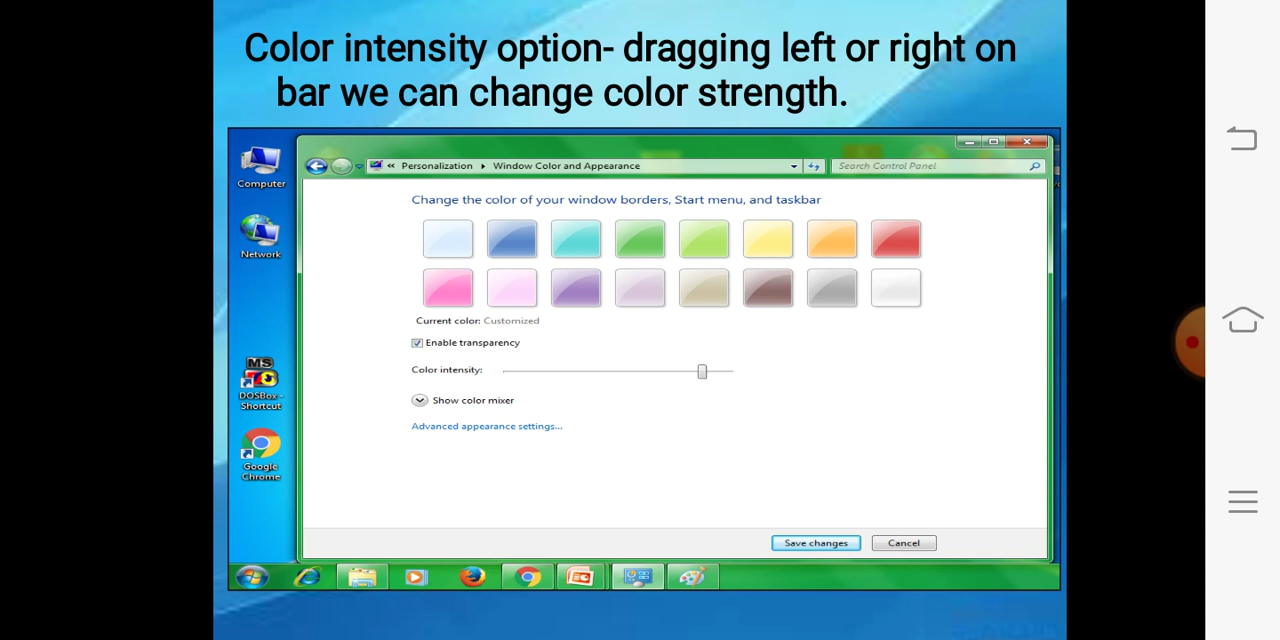 Color intensity option- dragging left or right on
bar we can change color strength.
Computer
Network
MS
DOSBox -
Shortcut
Google
Chrome
« Personalization ▸ Window Color and Appearance
Search Control Panel
Change the color of your window borders, Start menu, and taskbar
Current color: Customized
Enable transparency
Color intensity:
Show color mixer
Advanced appearance settings...
Save changes
Cancel